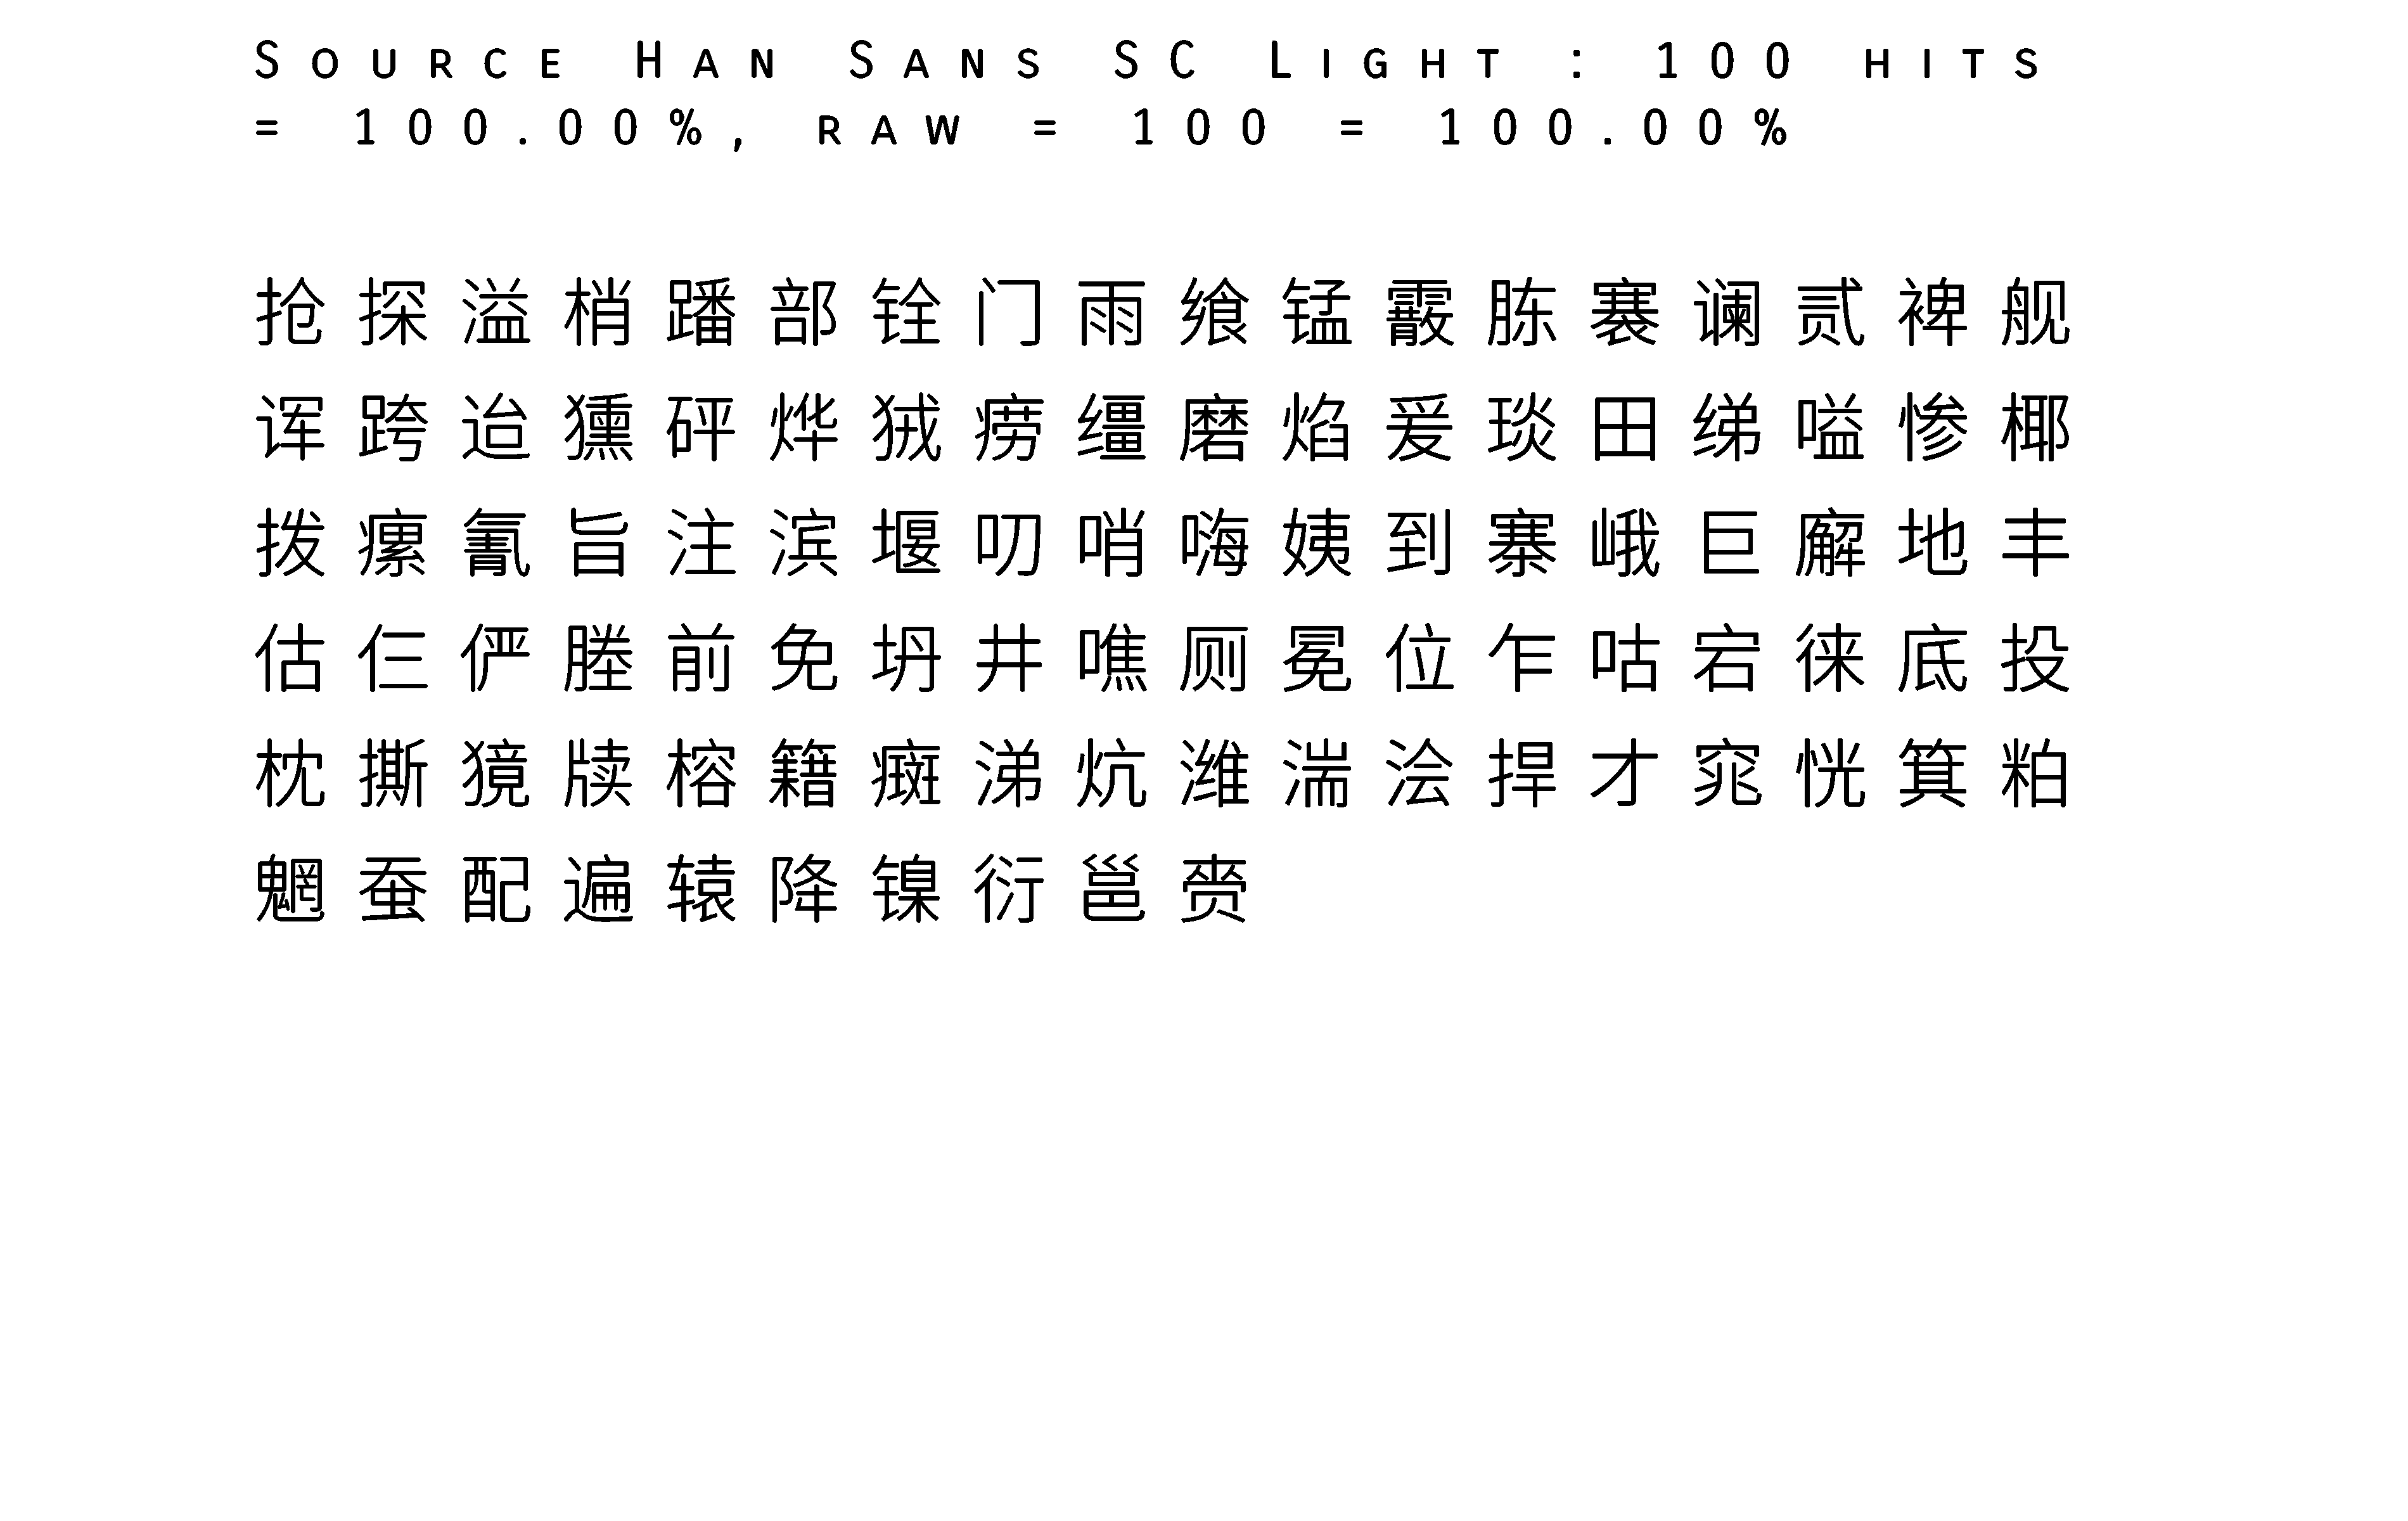 Source Han Sans SC Light : 100 hits
= 100.00%, raw = 100 = 100.00%
抢探溢梢蹯部铨门雨飨锰霰胨褰谰贰裨舰
诨跨迨獯砰烨狨痨缰磨焰爰琰田绨嗌惨椰
拨瘰氰旨注滨堰叨哨嗨姨到寨峨巨廨地丰
估仨俨塍前免坍井噍厕冕位乍咕宕徕底投
枕撕獍牍榕籍斑涕炕潍湍浍捍才窕恍箕粕
魍蚕配遍辕降镍衍邕赍